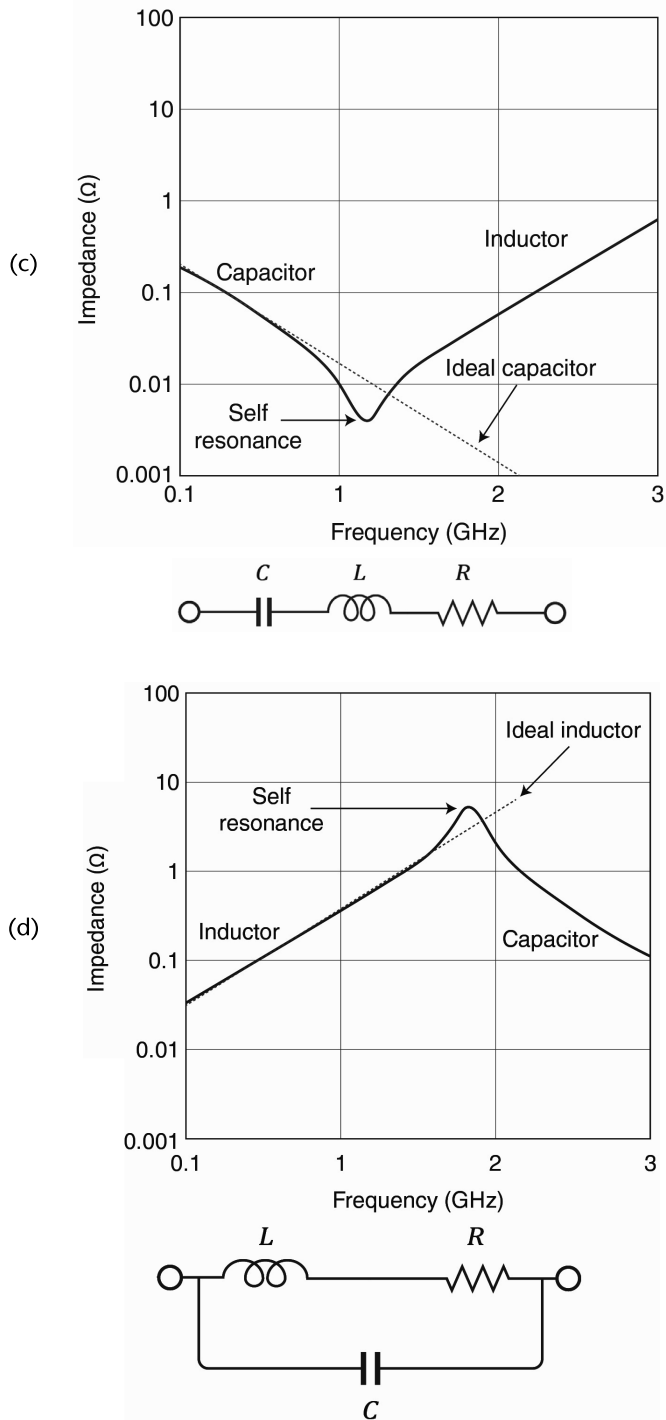 (c)
Impedance (Ω)
100
10
1
0.1
0.01
0.001
Capacitor
Inductor
Ideal capacitor
Self
resonance
0.1
1
2
3
Frequency (GHz)
C
L
R
(d)
Impedance (Ω)
100
10
1
0.1
0.01
0.001
Ideal inductor
Self
resonance
Inductor
Capacitor
0.1
1
2
3
Frequency (GHz)
L
R
C